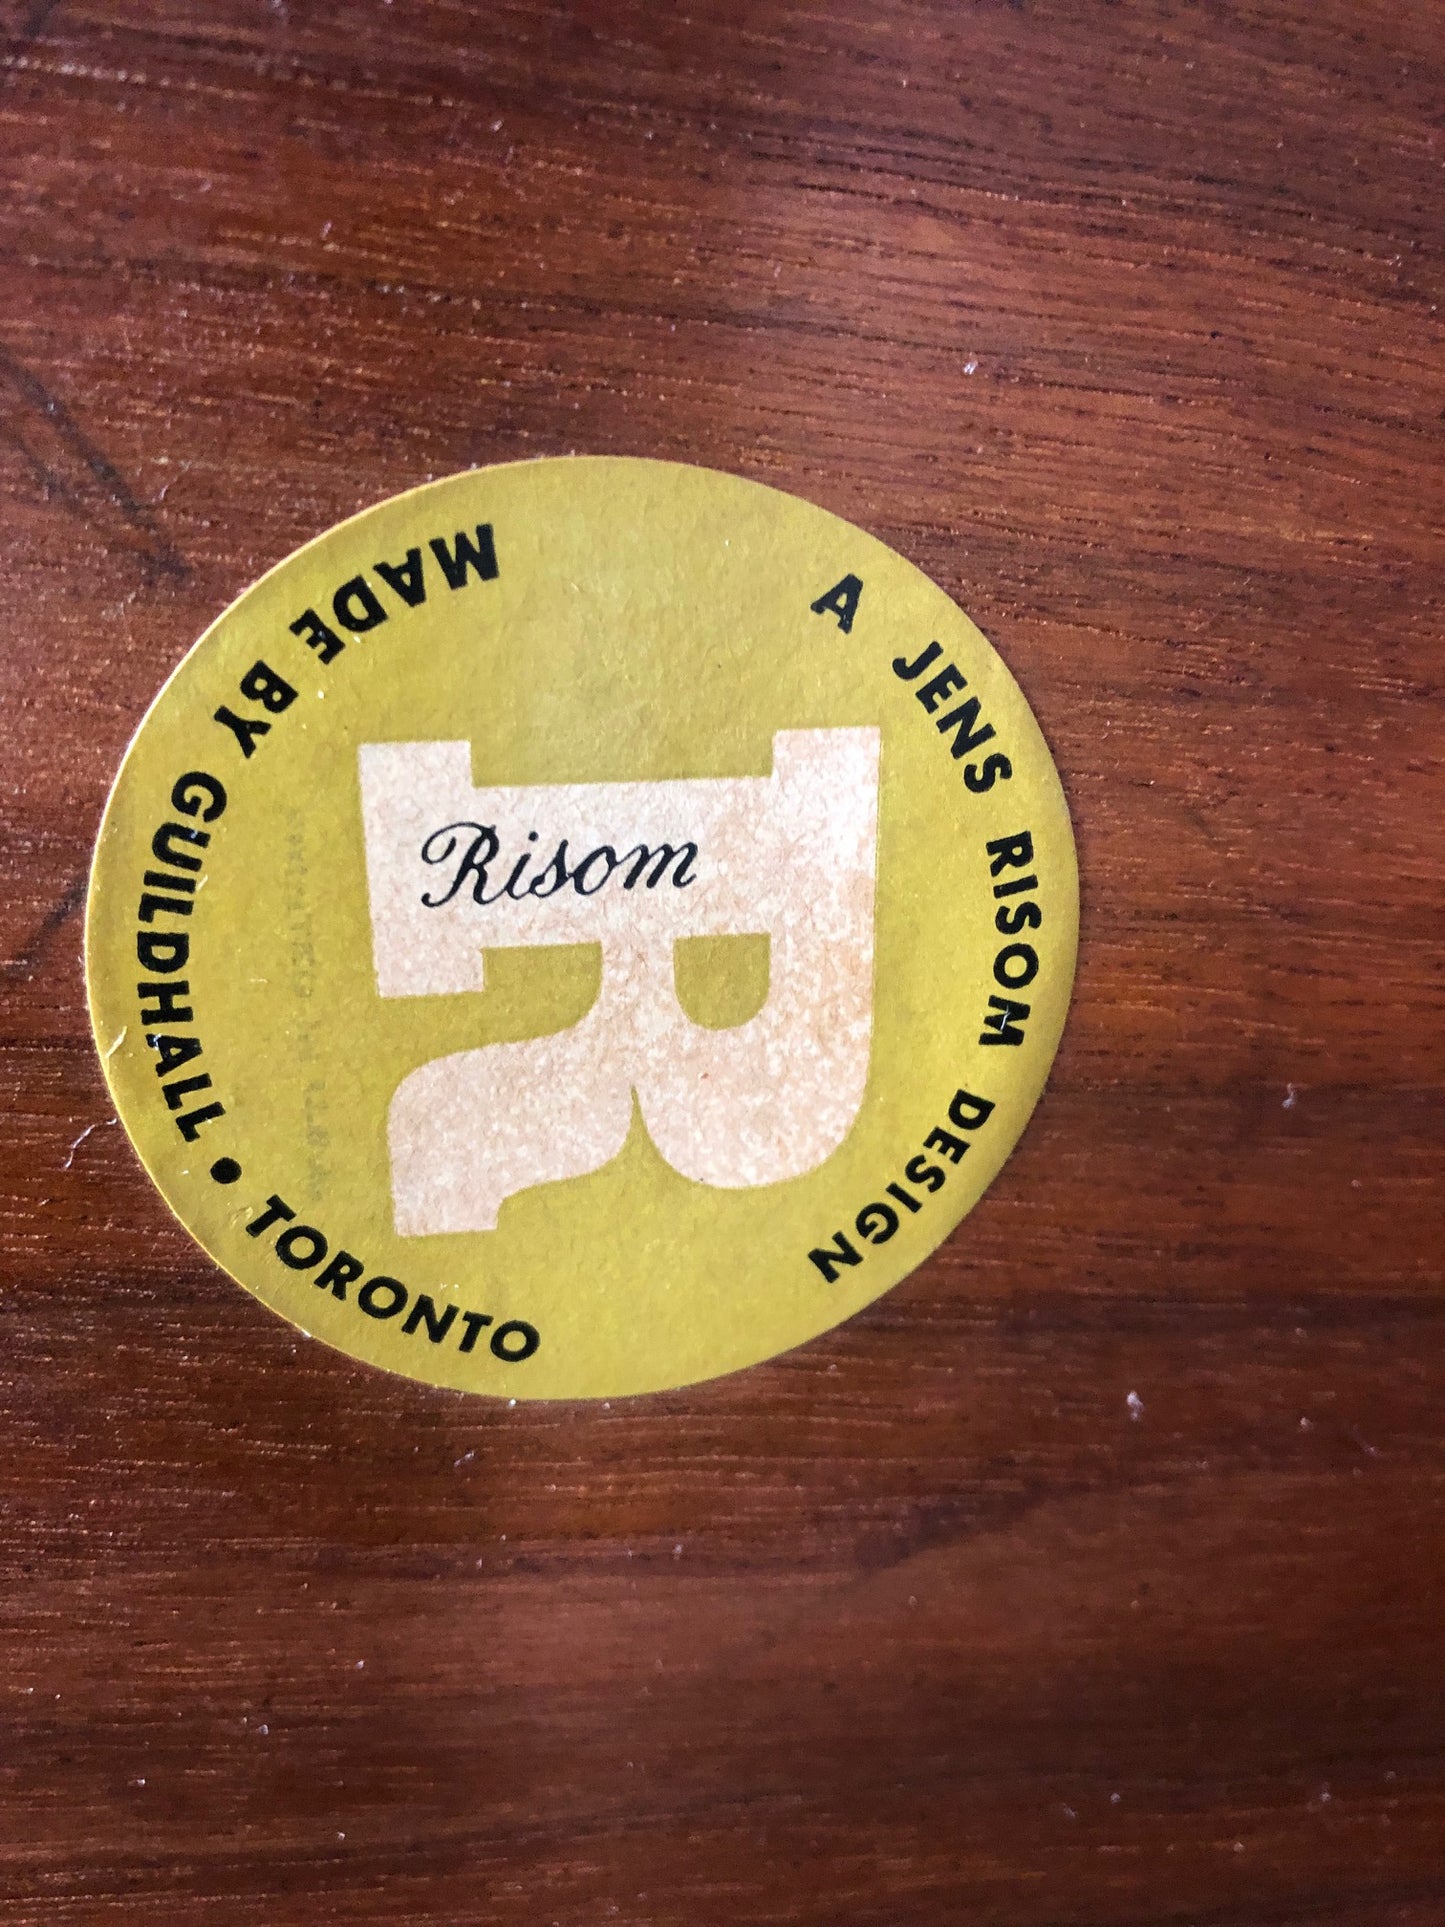 A JENS RISOM DESIGN
R
Risom
MADE BY GUILDHALL • TORONTO